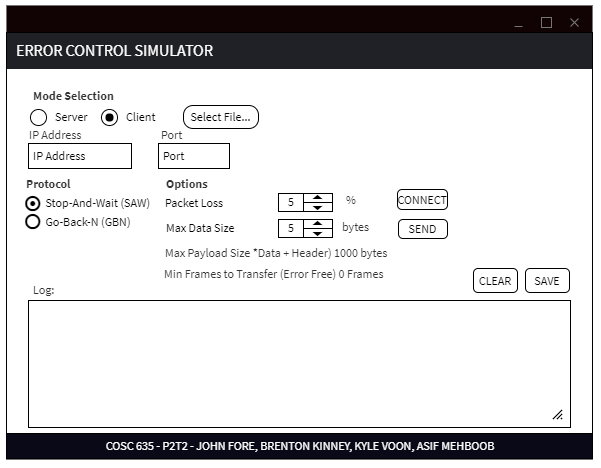 ERROR CONTROL SIMULATOR
Mode Selection
Server Client Select File...
IP Address Port
IP Address Port
Protocol Options
Stop-And-Wait (SAW) Packet Loss 5 % CONNECT
Go-Back-N (GBN) Max Data Size 5 bytes SEND
Max Payload Size *Data + Header) 1000 bytes
Min Frames to Transfer (Error Free) 0 Frames
CLEAR SAVE
Log:
COSC 635 - P2T2 - JOHN FORE, BRENTON KINNEY, KYLE VOON, ASIF MEHBOOB